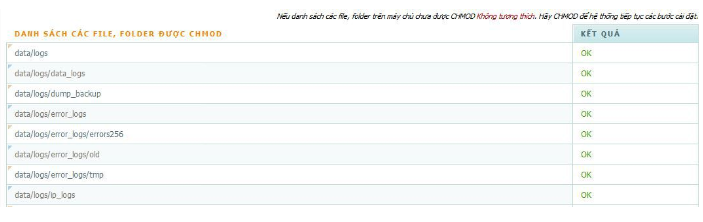 Nếu danh sách các file, folder trên máy chủ chưa được CHMOD Không tương thích. Hãy CHMOD để hệ thống tiếp tục các bước cài đặt.
DANH SÁCH CÁC FILE, FOLDER ĐƯỢC CHMOD KẾT QUẢ
data/logs OK
data/logs/data_logs OK
data/logs/dump_backup OK
data/logs/error_logs OK
data/logs/error_logs/errors256 OK
data/logs/error_logs/old OK
data/logs/error_logs/tmp OK
data/logs/ip_logs OK